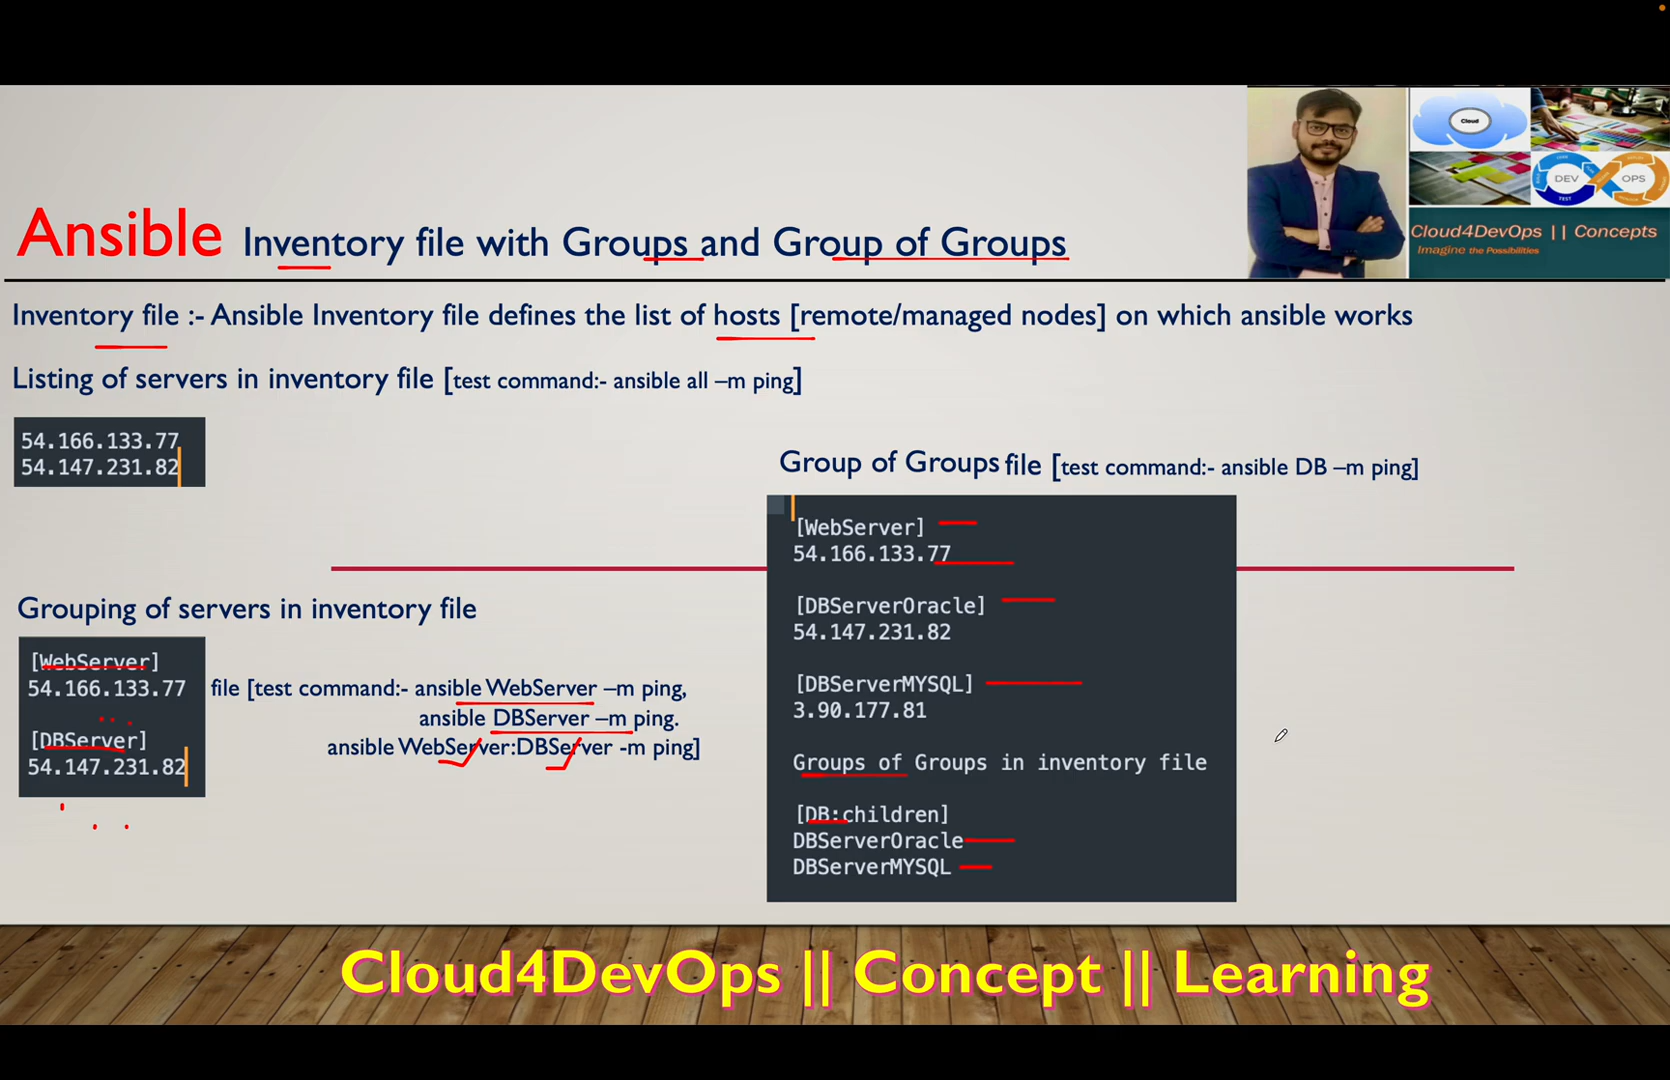 Cloud
DEV
OPS
TEST
Cloud4DevOps || Concepts
Imagine the Possibilities
Ansible Inventory file with Groups and Group of Groups
Inventory file :- Ansible Inventory file defines the list of hosts [remote/managed nodes] on which ansible works
Listing of servers in inventory file [test command:- ansible all –m ping]
54.166.133.77
54.147.231.82
Grouping of servers in inventory file
[WebServer]
54.166.133.77
[DBServer]
54.147.231.82
file [test command:- ansible WebServer –m ping,
ansible DBServer –m ping.
ansible WebServer:DBServer -m ping]
Group of Groups file [test command:- ansible DB –m ping]
[WebServer]
54.166.133.77
[DBServerOracle]
54.147.231.82
[DBServerMYSQL]
3.90.177.81
Groups of Groups in inventory file
[DB:children]
DBServerOracle
DBServerMYSQL
Cloud4DevOps || Concept || Learning